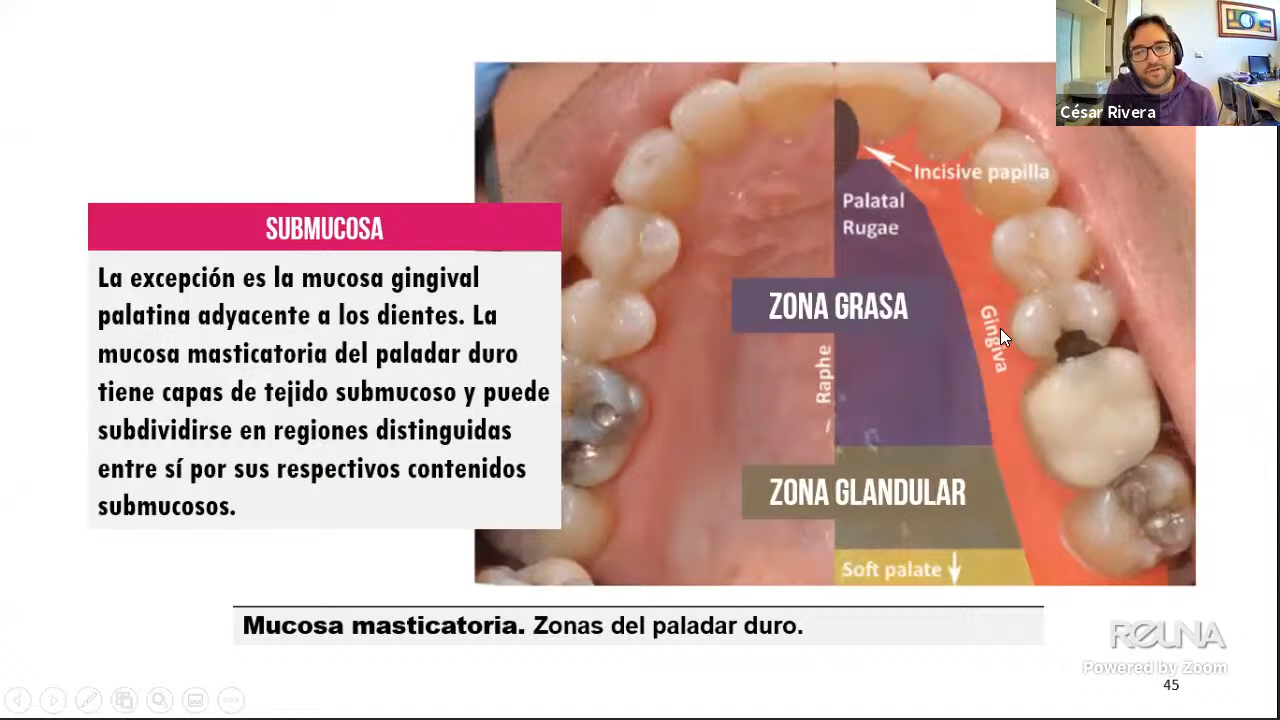 César Rivera
SUBMUCOSA
La excepción es la mucosa gingival
palatina adyacente a los dientes. La
mucosa masticatoria del paladar duro
tiene capas de tejido submucoso y puede
subdividirse en regiones distinguidas
entre sí por sus respectivos contenidos
submucosos.
Incisive papilla
Palatal
Rugae
ZONA GRASA
Gingiva
Raphe
ZONA GLANDULAR
Soft palate
Mucosa masticatoria. Zonas del paladar duro.
REUNA
Powered by Zoom
45